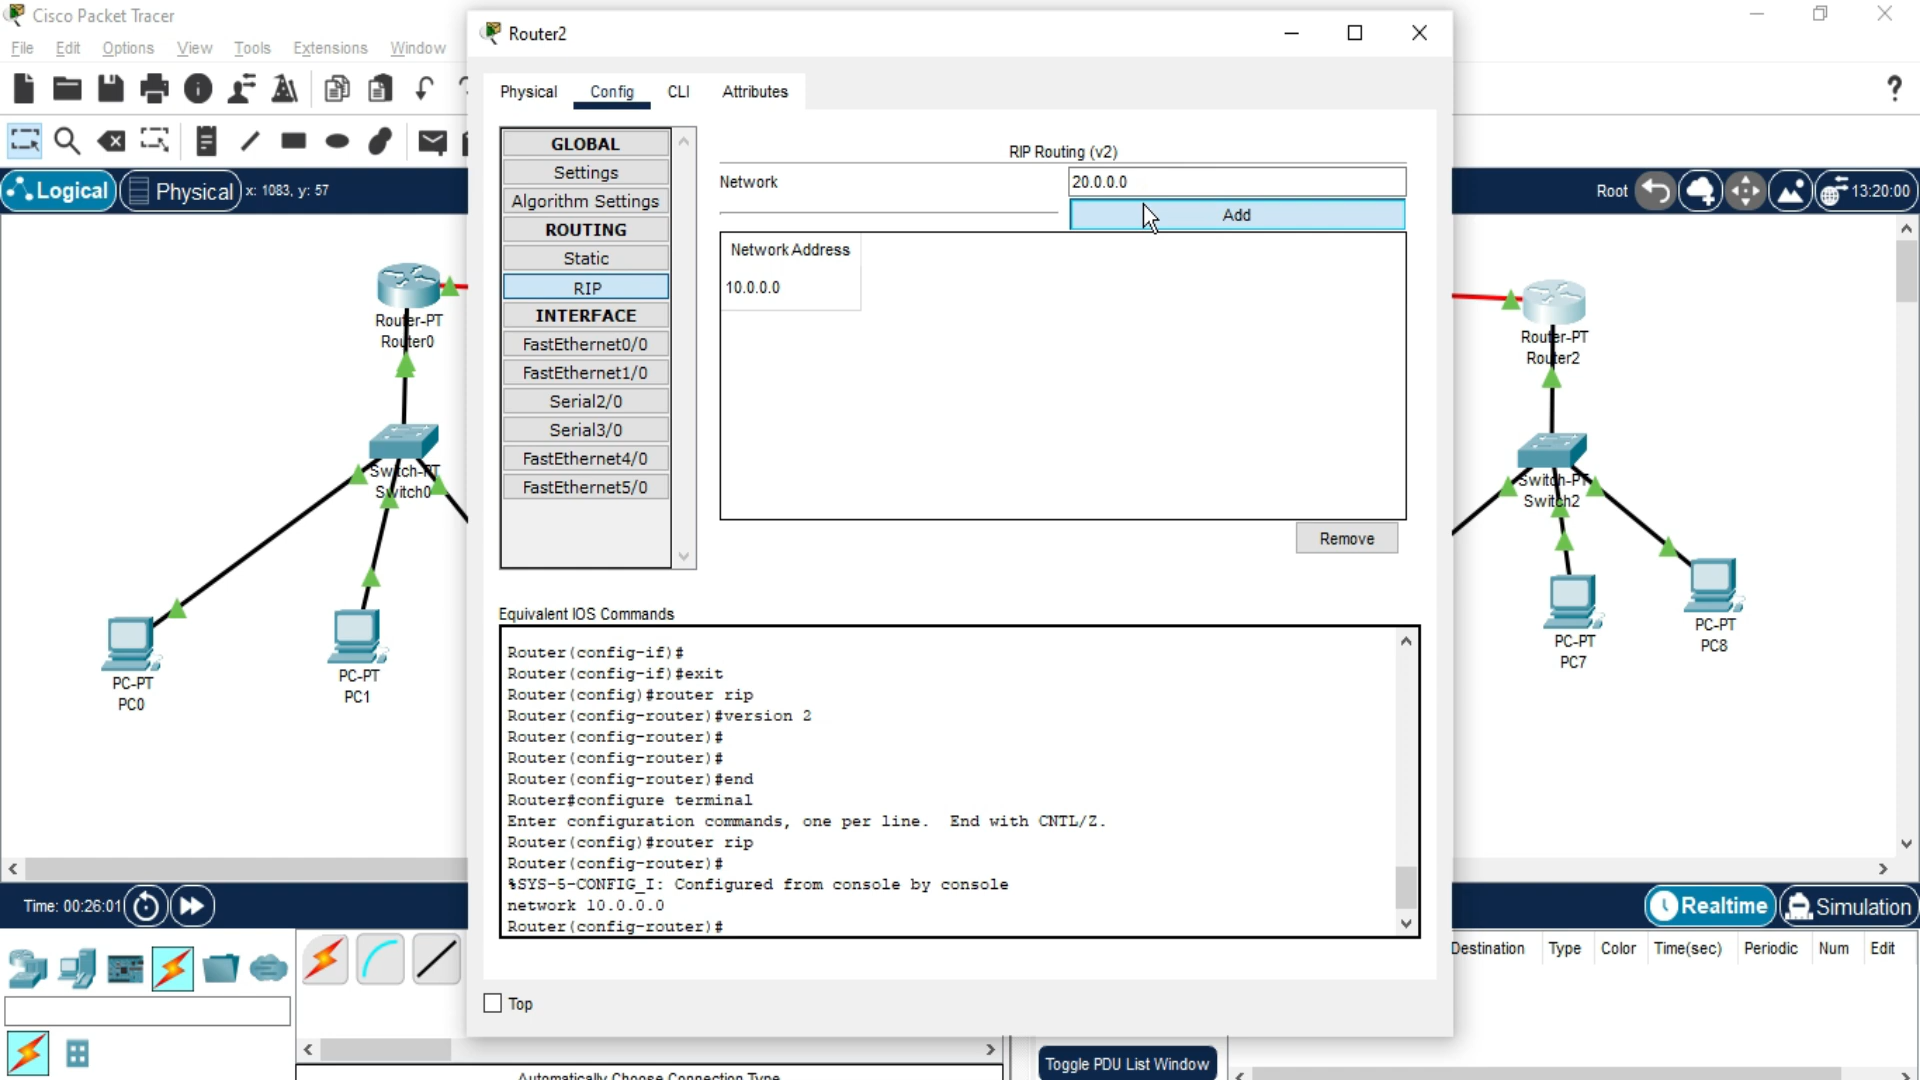 Cisco Packet Tracer
File Edit Options View Tools Extensions Window
Logical
Physical
x: 1083, y: 57
Root
13:20:00
Router-PT
Router0
Switch-PT
Switch0
PC-PT
PC0
PC-PT
PC1
Router2
Physical Config CLI Attributes
GLOBAL
Settings
Algorithm Settings
ROUTING
Static
RIP
INTERFACE
FastEthernet0/0
FastEthernet1/0
Serial2/0
Serial3/0
FastEthernet4/0
FastEthernet5/0
RIP Routing (v2)
Network 20.0.0.0
Add
Network Address
10.0.0.0
Remove
Equivalent IOS Commands
Router(config-if)#
Router(config-if)#exit
Router(config)#router rip
Router(config-router)#version 2
Router(config-router)#
Router(config-router)#
Router(config-router)#end
Router#configure terminal
Enter configuration commands, one per line.  End with CNTL/Z.
Router(config)#router rip
Router(config-router)#
%SYS-5-CONFIG_I: Configured from console by console
network 10.0.0.0
Router(config-router)#
Top
Router-PT
Router2
Switch-PT
Switch2
PC-PT
PC7
PC-PT
PC8
Time: 00:26:01
Realtime
Simulation
Destination Type Color Time(sec) Periodic Num Edit
Toggle PDU List Window
Automatically Choose Connection Type